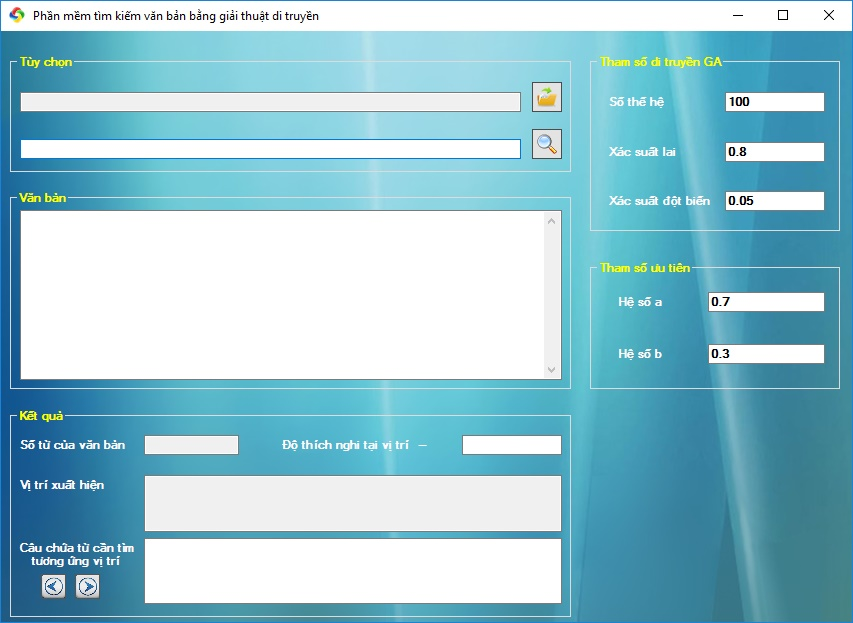 Phần mềm tìm kiếm văn bản bằng giải thuật di truyền
Tùy chọn
Văn bản
Kết quả
Số từ của văn bản
Độ thích nghi tại vị trí --
Vị trí xuất hiện
Câu chứa từ cần tìm
tương ứng vị trí
Tham số di truyền GA
Số thế hệ 100
Xác suất lai 0.8
Xác suất đột biến 0.05
Tham số ưu tiên
Hệ số a 0.7
Hệ số b 0.3